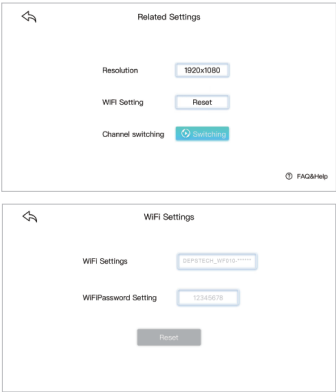 Related Settings
Resolution 1920x1080
WIFI Setting Reset
Channel switching Switching
FAQ&Help
WiFi Settings
WiFi Settings DEPSTECH_WF010/******
WiFiPassword Setting 12345678
Reset